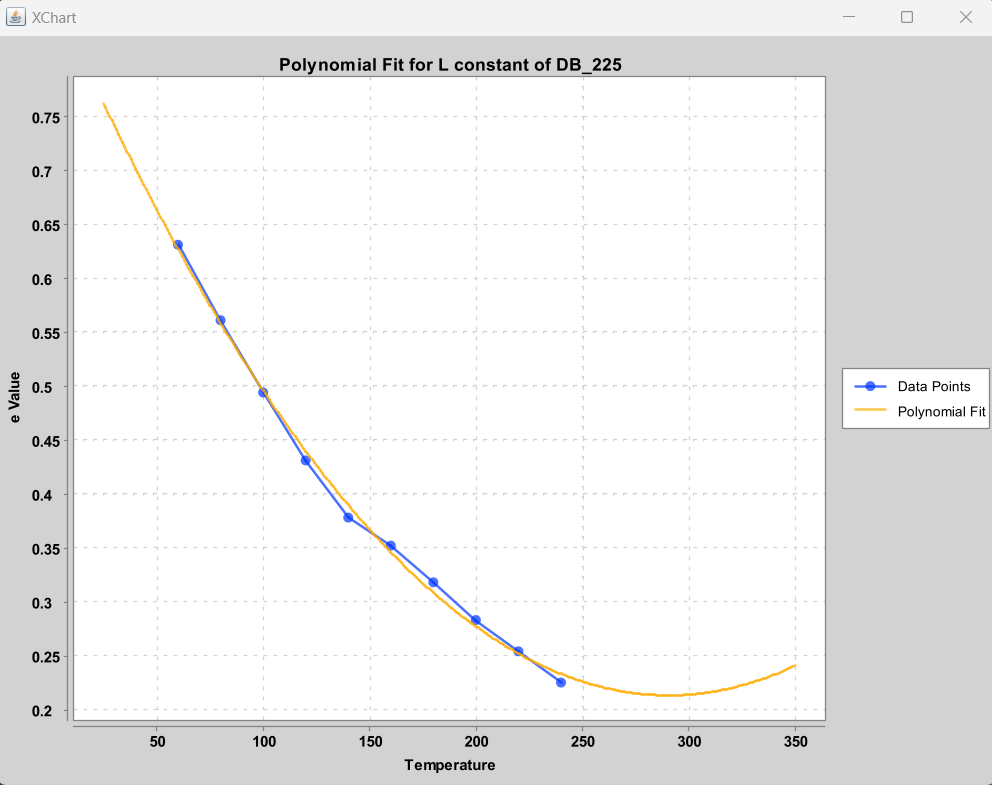 XChart
Polynomial Fit for L constant of DB_225
0.75
0.7
0.65
0.6
0.55
0.5
0.45
0.4
0.35
0.3
0.25
0.2
e Value
50 100 150 200 250 300 350
Temperature
Data Points
Polynomial Fit